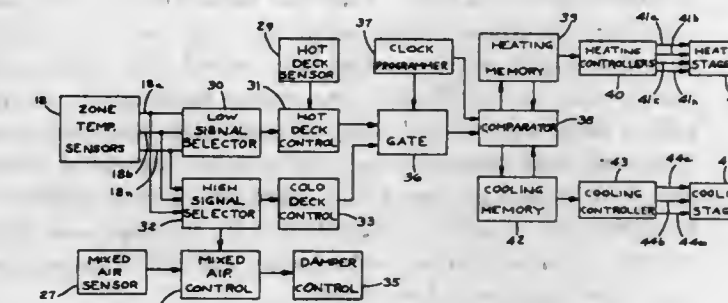 37
29
39
41a
41b
HOT
DECK
SENSOR
CLOCK
PROGRAMMER
HEATING
MEMORY
HEATING
CONTROLLERS
40
41c
41n
18
18a
30
31
ZONE
TEMP.
SENSORS
LOW
SIGNAL
SELECTOR
HOT
DECK
CONTROL
GATE
36
COMPARATOR
38
18b
18n
HIGH
SIGNAL
SELECTOR
32
COLD
DECK
CONTROL
33
COOLING
MEMORY
42
43
COOLING
CONTROLLER
44a
44b
MIXED
AIR
SENSOR
27
MIXED
AIR
CONTROL
DAMPER
CONTROL
35